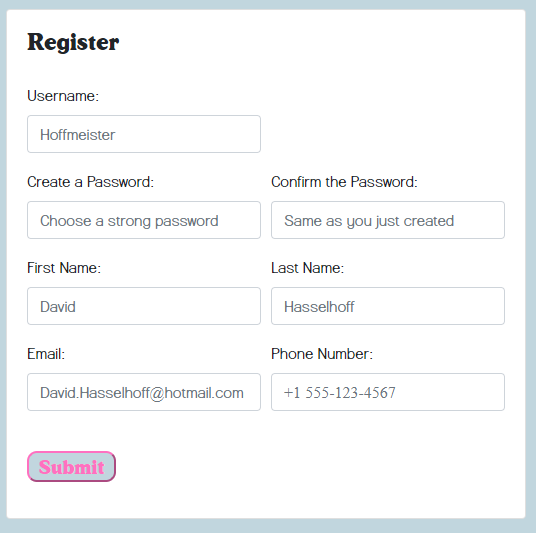 Register
Username:
Hoffmeister
Create a Password: Confirm the Password:
Choose a strong password Same as you just created
First Name: Last Name:
David Hasselhoff
Email: Phone Number:
David.Hasselhoff@hotmail.com +1 555-123-4567
Submit